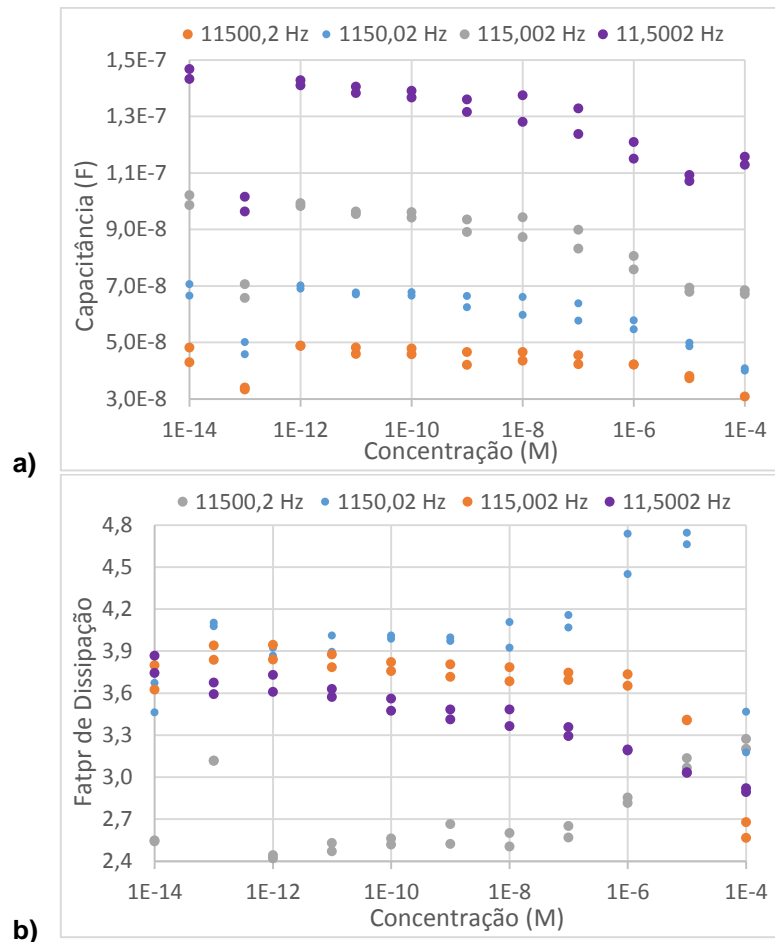 11500,2 Hz 1150,02 Hz 115,002 Hz 11,5002 Hz
1,5E-7
1,3E-7
1,1E-7
9,0E-8
7,0E-8
5,0E-8
3,0E-8
Capacitância (F)
1E-14 1E-12 1E-10 1E-8 1E-6 1E-4
Concentração (M)
a)
11500,2 Hz 1150,02 Hz 115,002 Hz 11,5002 Hz
4,8
4,5
4,2
3,9
3,6
3,3
3,0
2,7
2,4
Fatpr de Dissipação
1E-14 1E-12 1E-10 1E-8 1E-6 1E-4
Concentração (M)
b)